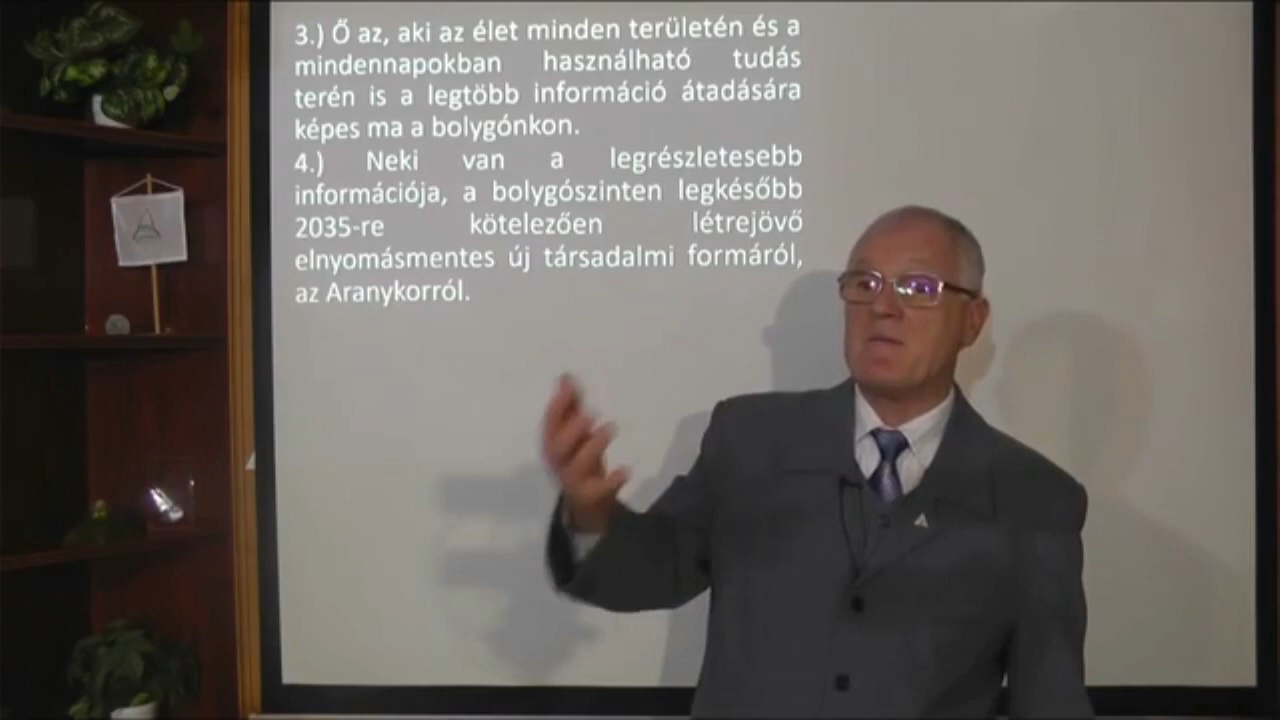 3.) Ő az, aki az élet minden területén és a
mindennapokban használható tudás
terén is a legtöbb információ átadására
képes ma a bolygónkon.
4.) Neki van a legrészletesebb
információja, a bolygószinten legkésőbb
2035-re kötelezően létrejövő
elnyomásmentes új társadalmi formáról,
az Aranykorról.